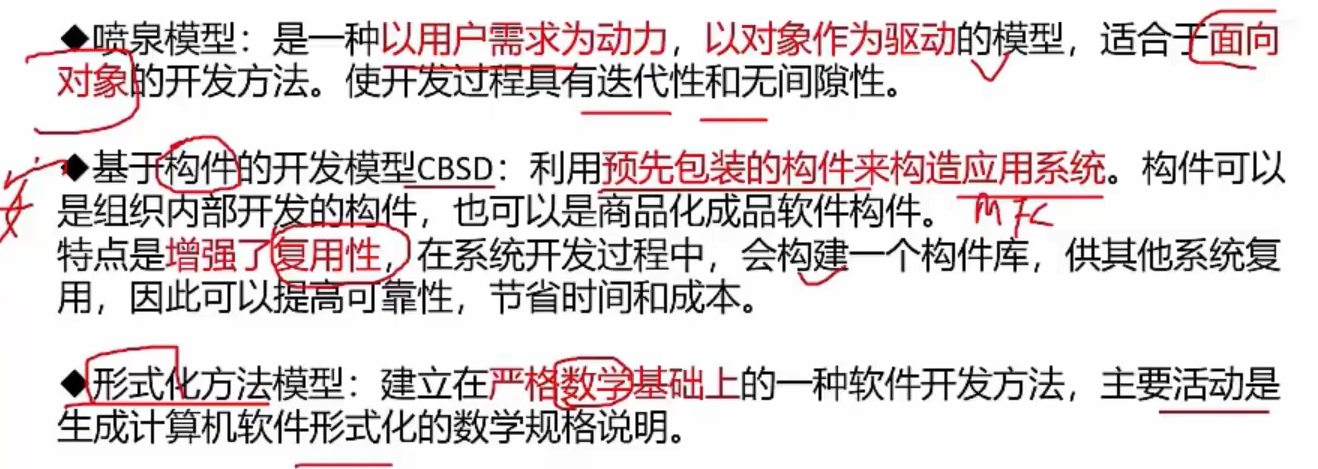 ◆喷泉模型：是一种以用户需求为动力，以对象作为驱动的模型，适合于面向
对象的开发方法。使开发过程具有迭代性和无间隙性。
◆基于构件的开发模型CBSD：利用预先包装的构件来构造应用系统。构件可以
是组织内部开发的构件，也可以是商品化成品软件构件。 MFC
特点是增强了复用性，在系统开发过程中，会构建一个构件库，供其他系统复
用，因此可以提高可靠性，节省时间和成本。
◆形式化方法模型：建立在严格数学基础上的一种软件开发方法，主要活动是
生成计算机软件形式化的数学规格说明。